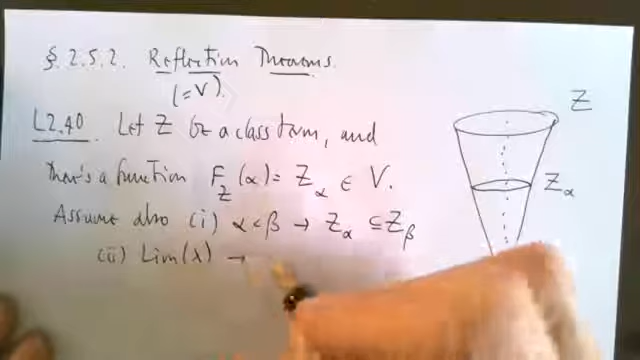 §.2.5.2. Reflection Theorems.
(=V).
L2.40. Let Z be a class term, and
there's a function F_Z(α) = Z_α ∈ V.
Assume also (i) α<β → Z_α ⊆ Z_β
(ii) Lim(λ) →
Z
Z_α